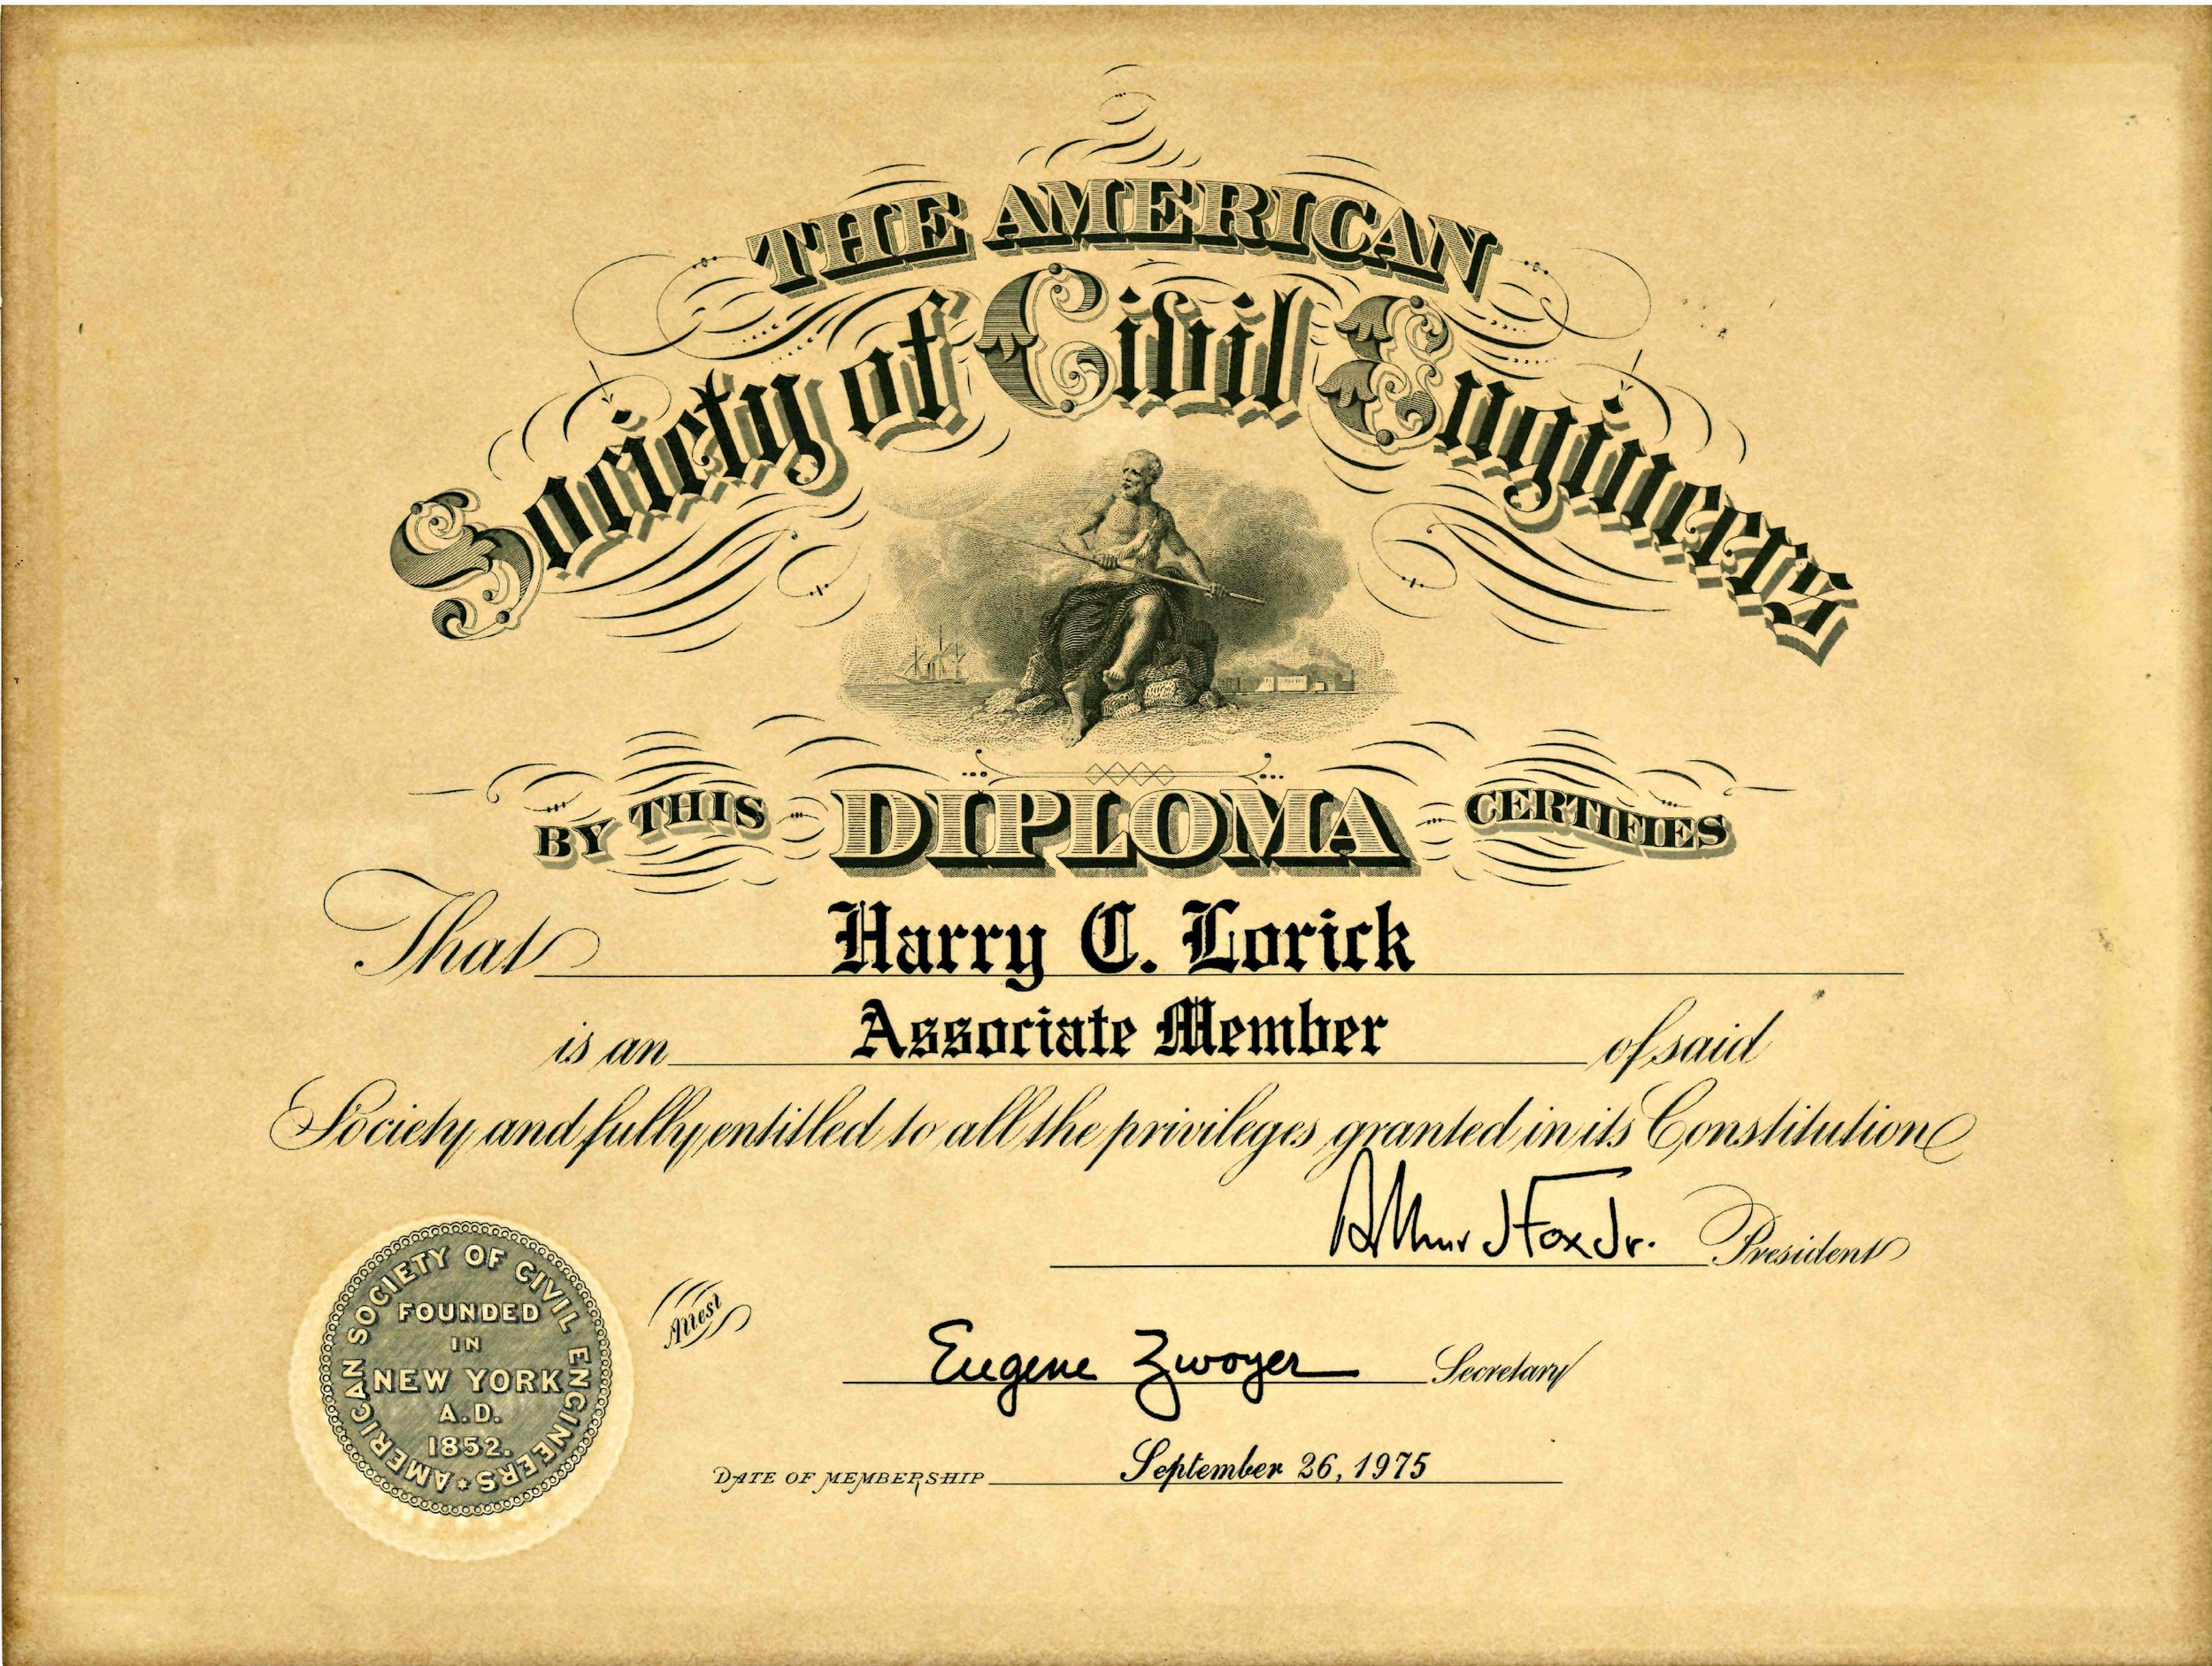 THE AMERICAN
Society of Civil Engineers
BY THIS DIPLOMA CERTIFIES
That Harry C. Lorick
is an Associate Member of said
Society and fully entitled to all the privileges granted in its Constitution
Arthur J Fox Jr. President
Attest
Eugene Zwoyer Secretary
DATE OF MEMBERSHIP September 26, 1975
AMERICAN SOCIETY OF CIVIL ENGINEERS
FOUNDED
IN
NEW YORK
A.D.
1852.